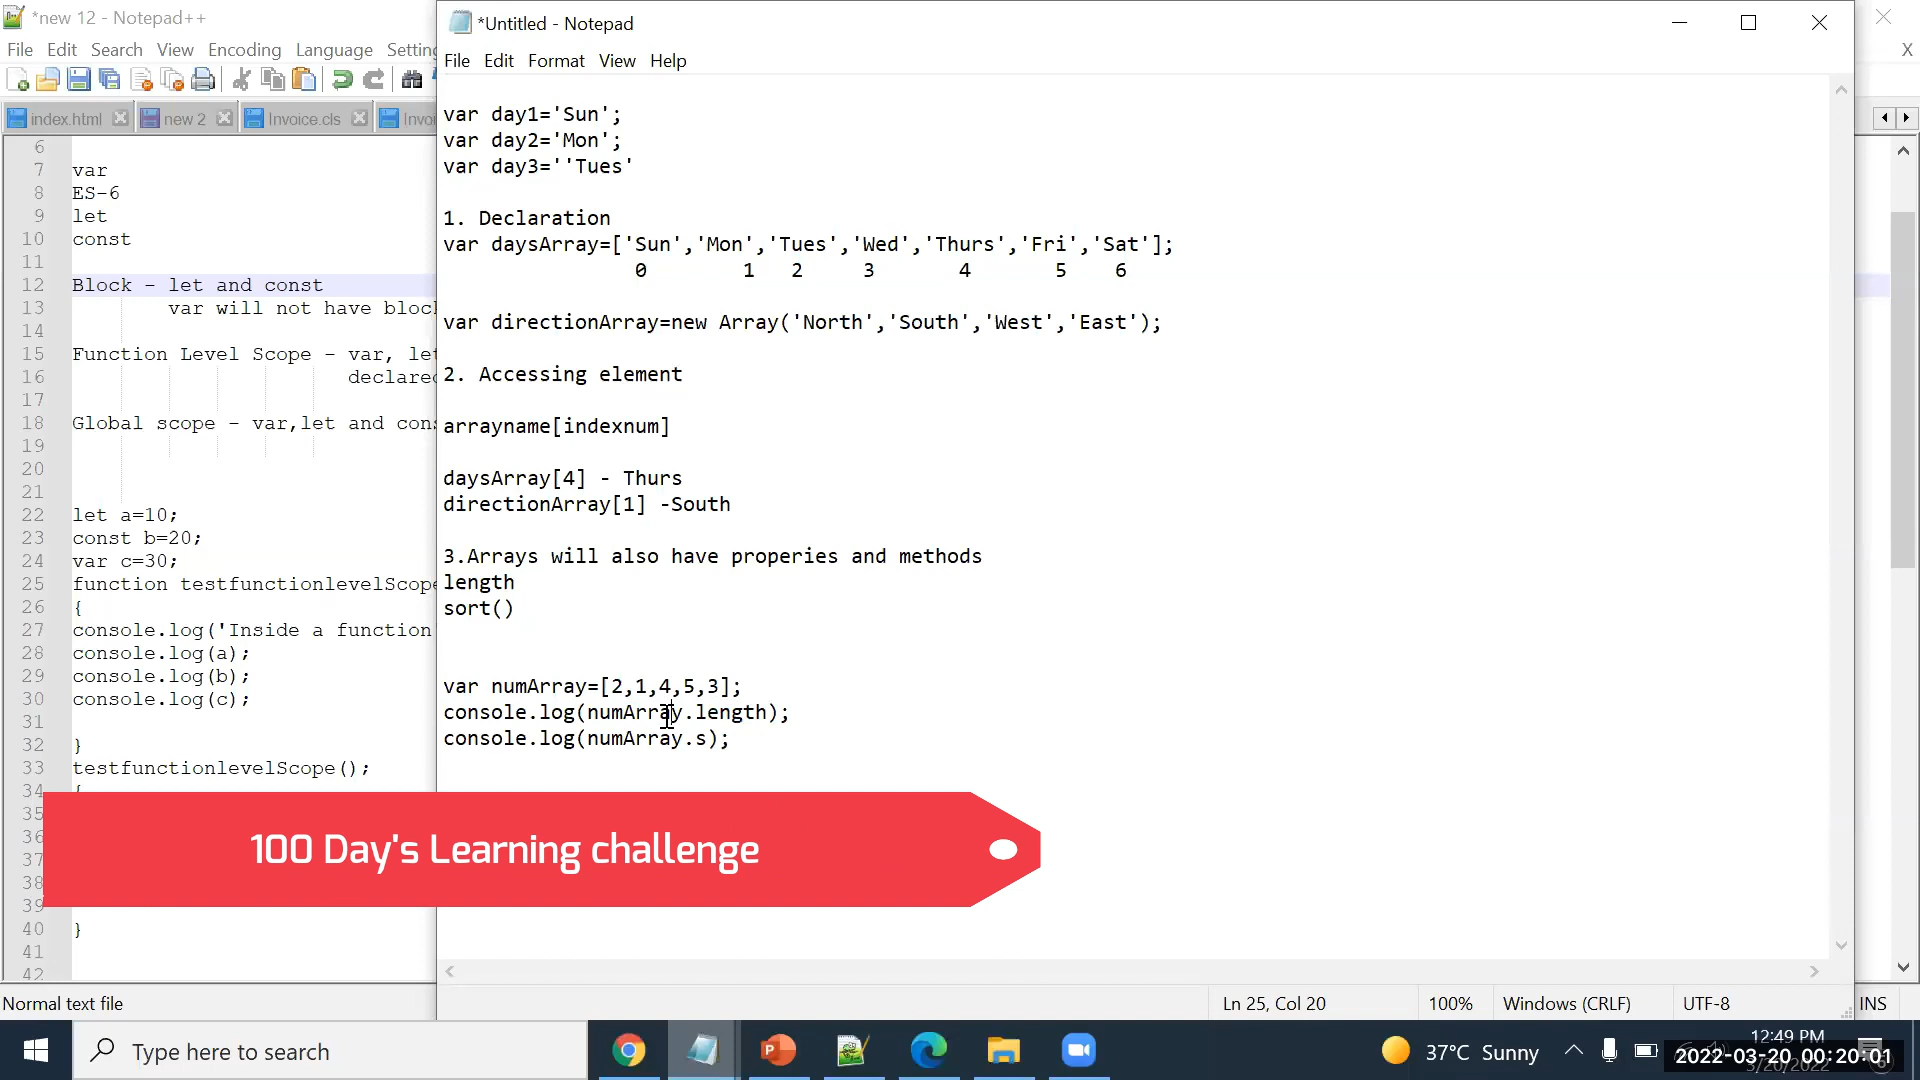 *new 12 - Notepad++
File Edit Search View Encoding Language
index.html new 2 Invoice.cls
6
7 var
8 ES-6
9 let
10 const
11
12 Block - let and const
13 var will not have
14
15 Function Level Scope - var,
16
17
18 Global scope - var,let and
19
20
21
22 let a=10;
23 const b=20;
24 var c=30;
25 function testfunctionlevelScope
26 {
27 console.log('Inside a function
28 console.log(a);
29 console.log(b);
30 console.log(c);
31
32 }
33 testfunctionlevelScope();
34
35
36
37
38
39
40 }
41
42
Normal text file
INS
X
*Untitled - Notepad
File Edit Format View Help
var day1='Sun';
var day2='Mon';
var day3=''Tues'
1. Declaration
var daysArray=['Sun','Mon','Tues','Wed','Thurs','Fri','Sat'];
0 1 2 3 4 5 6
var directionArray=new Array('North','South','West','East');
2. Accessing element
arrayname[indexnum]
daysArray[4] - Thurs
directionArray[1] -South
3.Arrays will also have properies and methods
length
sort()
var numArray=[2,1,4,5,3];
console.log(numArray.length);
console.log(numArray.s);
100 Day's Learning challenge
Ln 25, Col 20 100% Windows (CRLF) UTF-8
Type here to search
37°C Sunny
12:49 PM
3/20/2022
2022-03-20 00:20:01